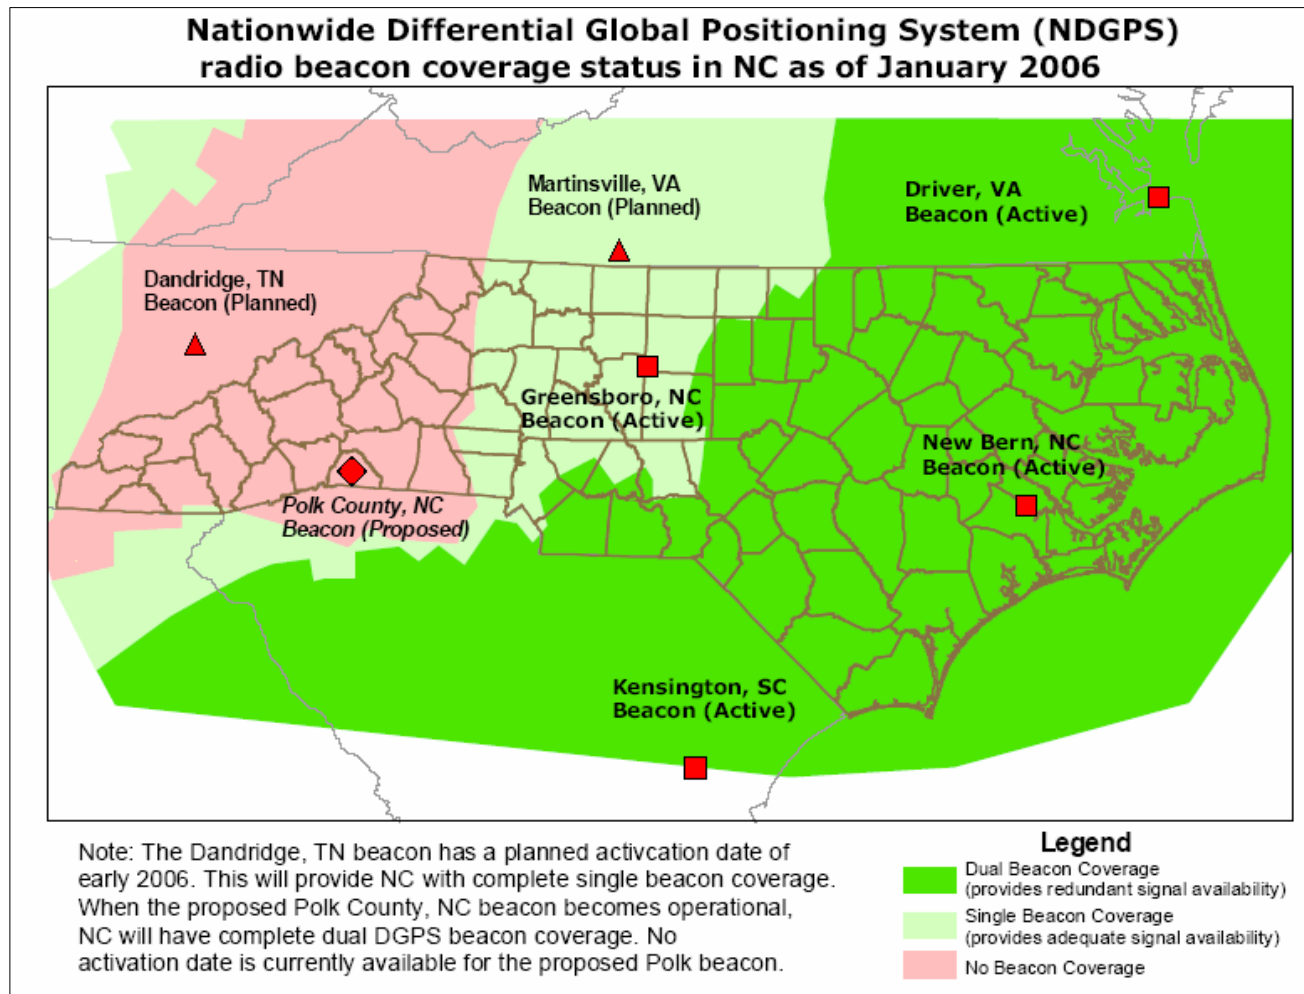 Nationwide Differential Global Positioning System (NDGPS)
radio beacon coverage status in NC as of January 2006
Martinsville, VA
Beacon (Planned)
Driver, VA
Beacon (Active)
Dandridge, TN
Beacon (Planned)
Greensboro, NC
Beacon (Active)
New Bern, NC
Beacon (Active)
Polk County, NC
Beacon (Proposed)
Kensington, SC
Beacon (Active)
Note: The Dandridge, TN beacon has a planned activcation date of
early 2006. This will provide NC with complete single beacon coverage.
When the proposed Polk County, NC beacon becomes operational,
NC will have complete dual DGPS beacon coverage. No
activation date is currently available for the proposed Polk beacon.
Legend
Dual Beacon Coverage
(provides redundant signal availability)
Single Beacon Coverage
(provides adequate signal availability)
No Beacon Coverage